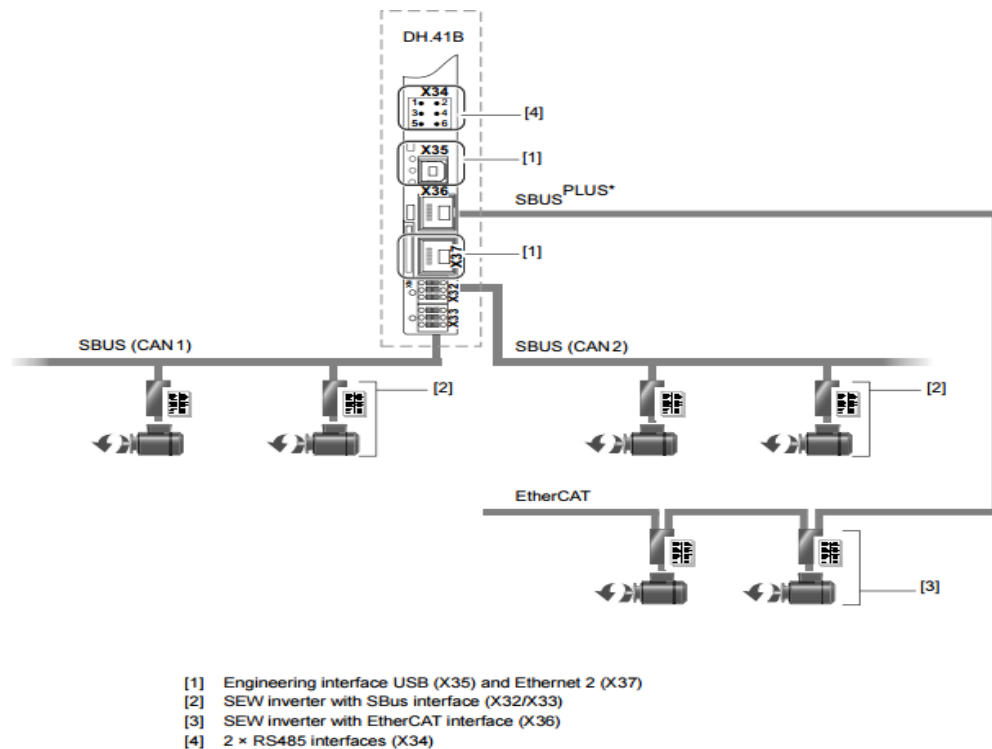 DH.41B
X34
1 2
3 4
5 6
[4]
X35
[1]
X36
SBUS PLUS*
X37
[1]
X32
X33
SBUS (CAN 1)
SBUS (CAN 2)
[2]
[2]
EtherCAT
[3]
[1] Engineering interface USB (X35) and Ethernet 2 (X37)
[2] SEW inverter with SBus interface (X32/X33)
[3] SEW inverter with EtherCAT interface (X36)
[4] 2 × RS485 interfaces (X34)